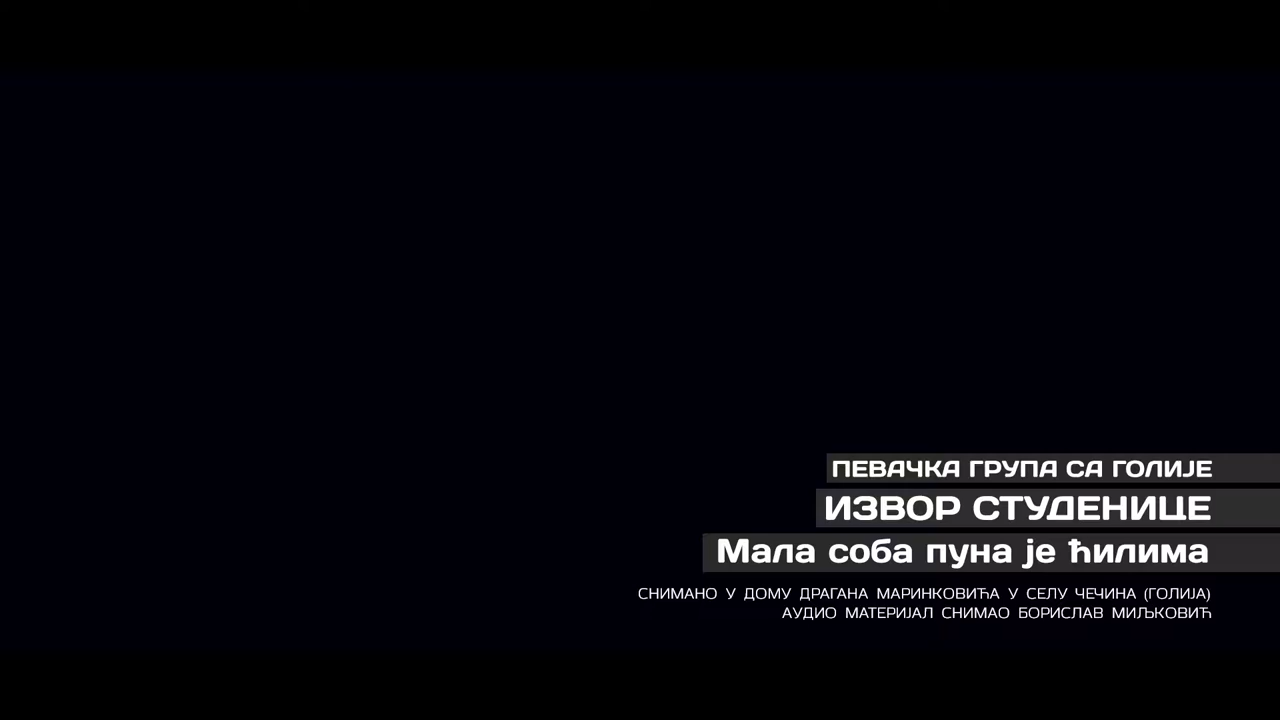 ПЕВАЧКА ГРУПА СА ГОЛИЈЕ
ИЗВОР СТУДЕНИЦЕ
Мала соба пуна је ћилима
СНИМАНО У ДОМУ ДРАГАНА МАРИНКОВИЋА У СЕЛУ ЧЕЧИНА (ГОЛИЈА)
АУДИО МАТЕРИЈАЛ СНИМАО БОРИСЛАВ МИЉКОВИЋ